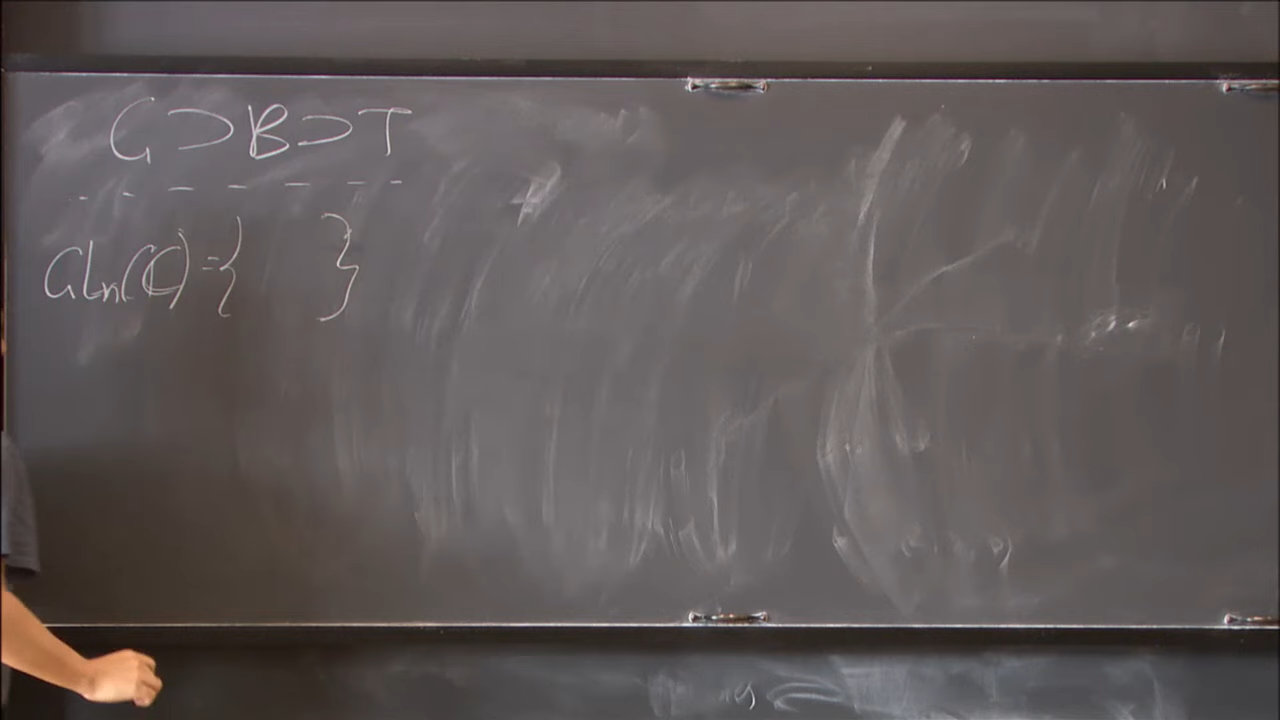 G ⊃ B ⊃ T
GLn(ℂ) = { }